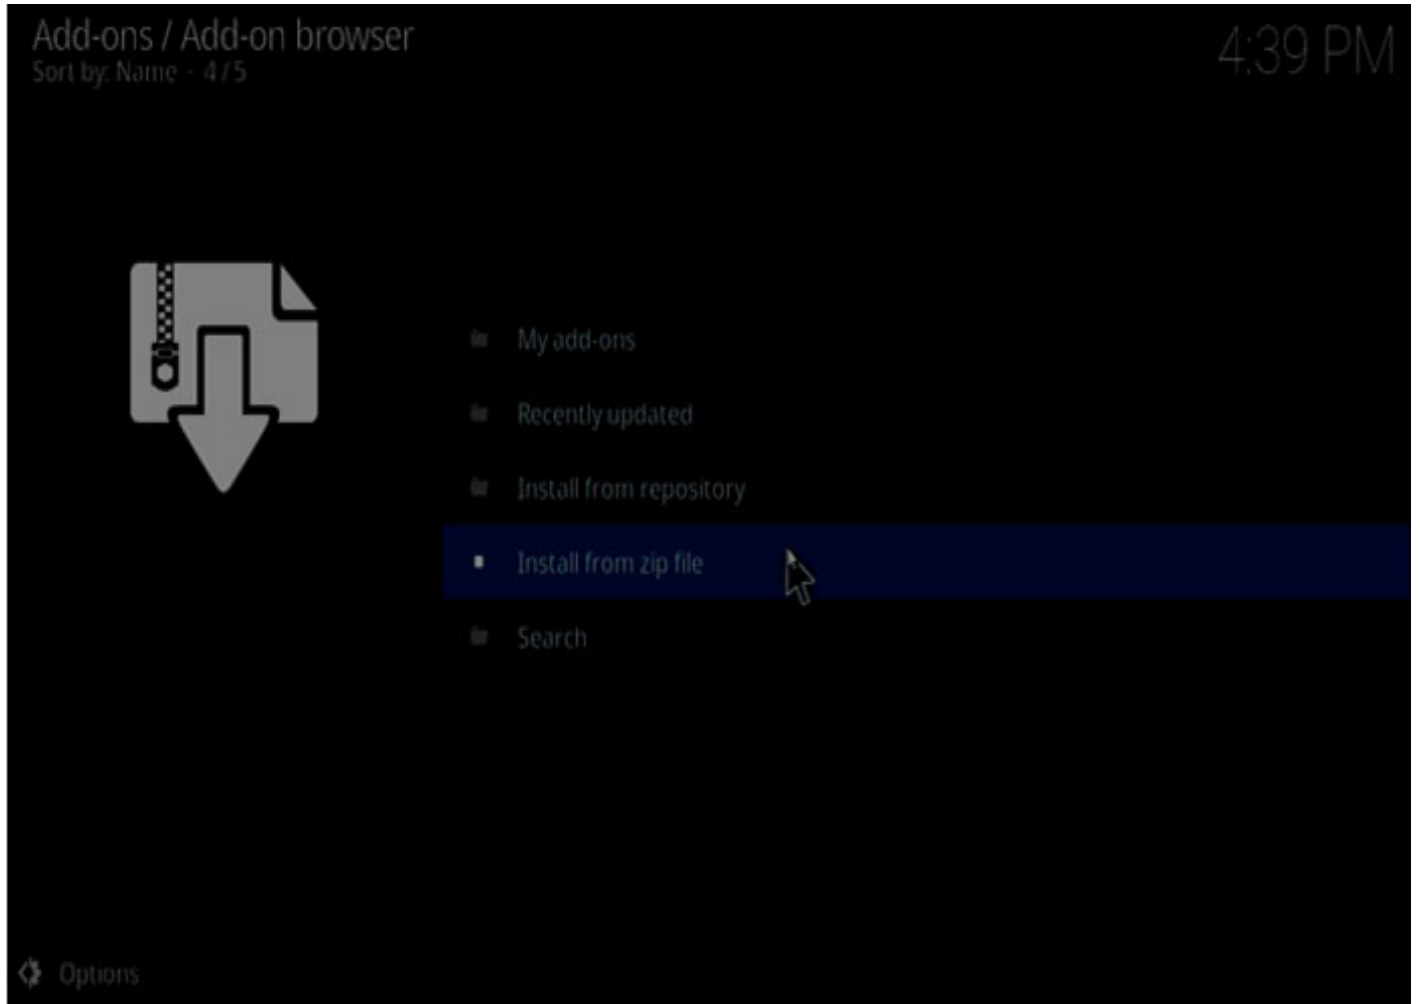 Add-ons / Add-on browser
4:39 PM
Sort by: Name - 4 / 5
My add-ons
Recently updated
Install from repository
Install from zip file
Search
Options